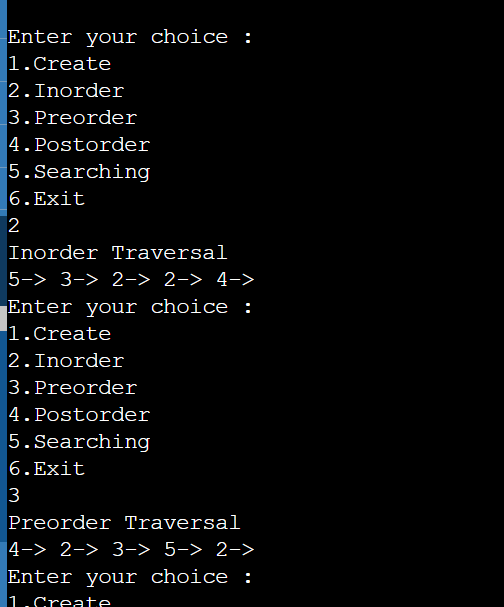 Enter your choice :
1.Create
2.Inorder
3.Preorder
4.Postorder
5.Searching
6.Exit
2
Inorder Traversal
5-> 3-> 2-> 2-> 4->
Enter your choice :
1.Create
2.Inorder
3.Preorder
4.Postorder
5.Searching
6.Exit
3
Preorder Traversal
4-> 2-> 3-> 5-> 2->
Enter your choice :
1.Create